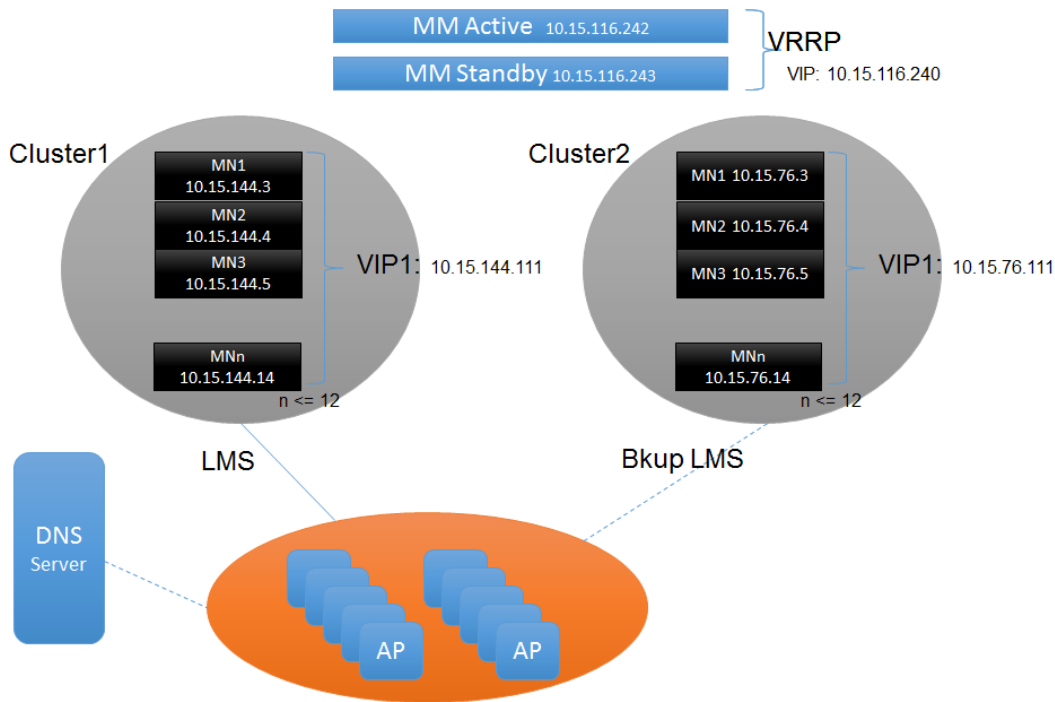 MM Active 10.15.116.242
MM Standby 10.15.116.243
VRRP
VIP: 10.15.116.240
Cluster1
MN1
10.15.144.3
MN2
10.15.144.4
MN3
10.15.144.5
MNn
10.15.144.14
n <= 12
VIP1: 10.15.144.111
Cluster2
MN1 10.15.76.3
MN2 10.15.76.4
MN3 10.15.76.5
MNn
10.15.76.14
n <= 12
VIP1: 10.15.76.111
LMS
Bkup LMS
DNS
Server
AP
AP